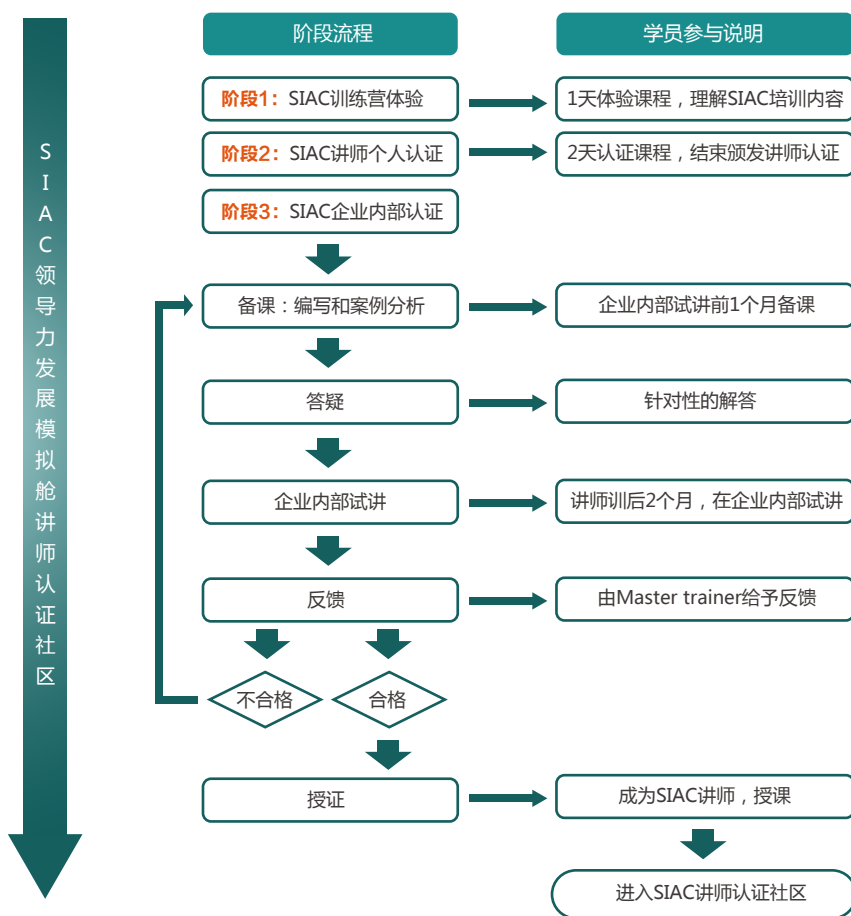 阶段流程
学员参与说明
阶段1：SIAC训练营体验
1天体验课程，理解SIAC培训内容
阶段2：SIAC讲师个人认证
2天认证课程，结束颁发讲师认证
阶段3：SIAC企业内部认证
备课：编写和案例分析
企业内部试讲前1个月备课
答疑
针对性的解答
企业内部试讲
讲师训后2个月，在企业内部试讲
反馈
由Master trainer给予反馈
不合格
合格
授证
成为SIAC讲师，授课
进入SIAC讲师认证社区
SIAC领导力发展模拟舱讲师认证社区